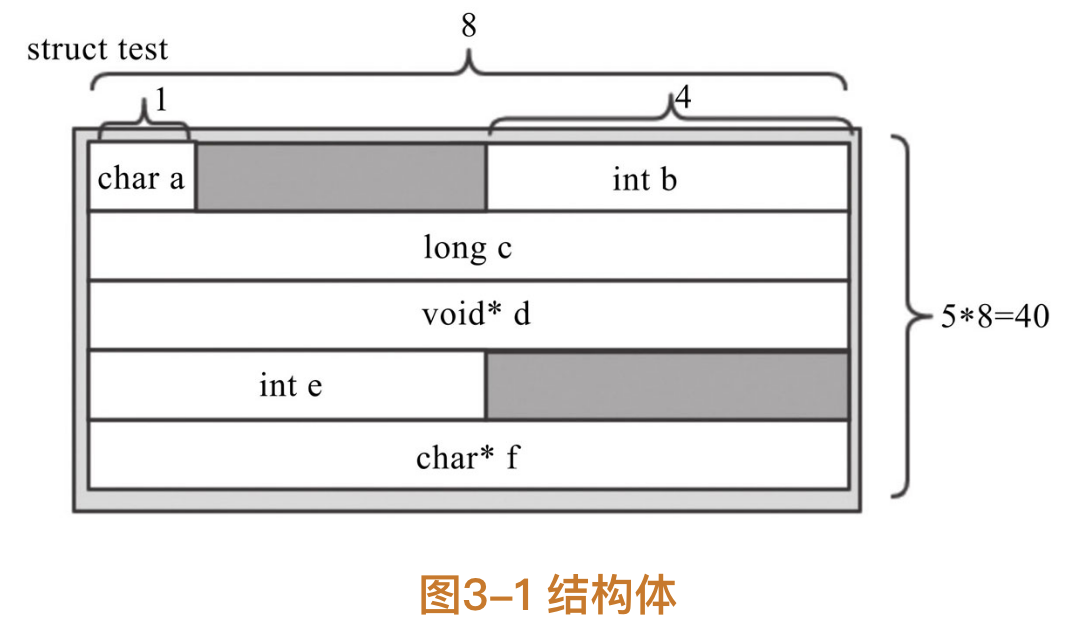 8
struct test
1
4
char a
int b
long c
void* d
5*8=40
int e
char* f
图3-1 结构体